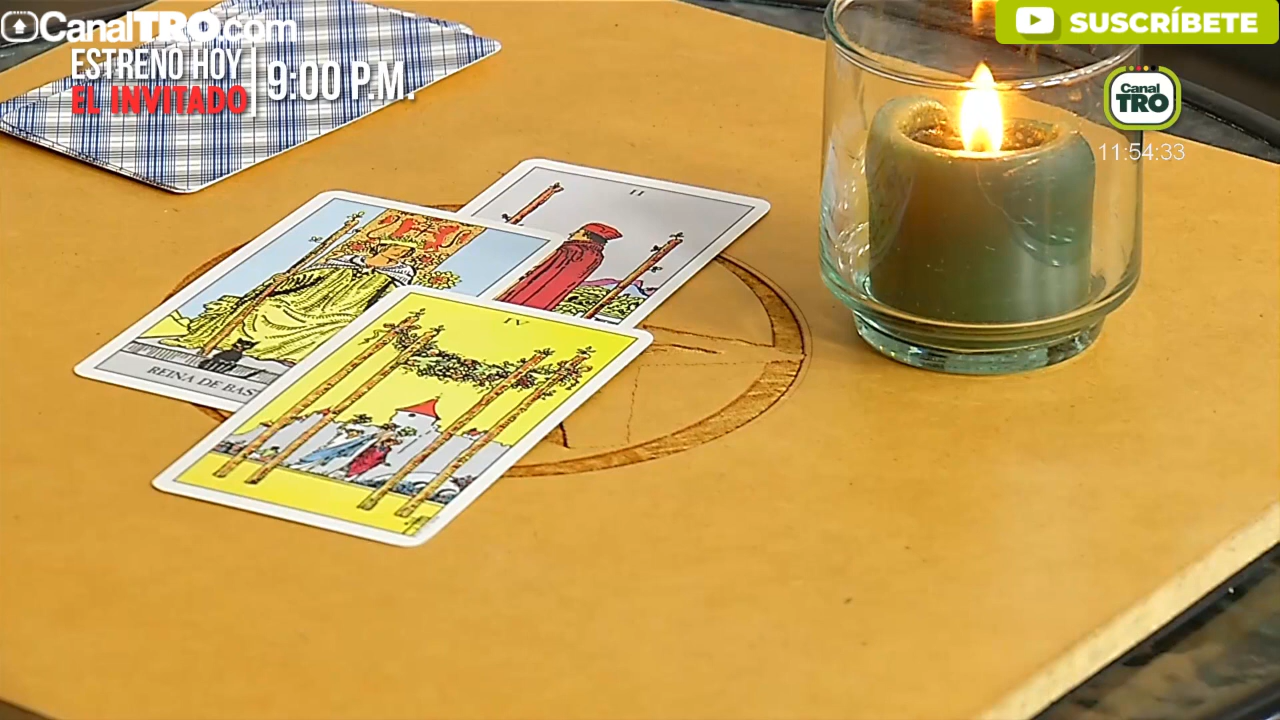 CanalTRO.com
ESTRENO HOY
EL INVITADO
9:00 P.M.
SUSCRÍBETE
Canal
TRO
11:54:33
II
REINA DE BAS
IV